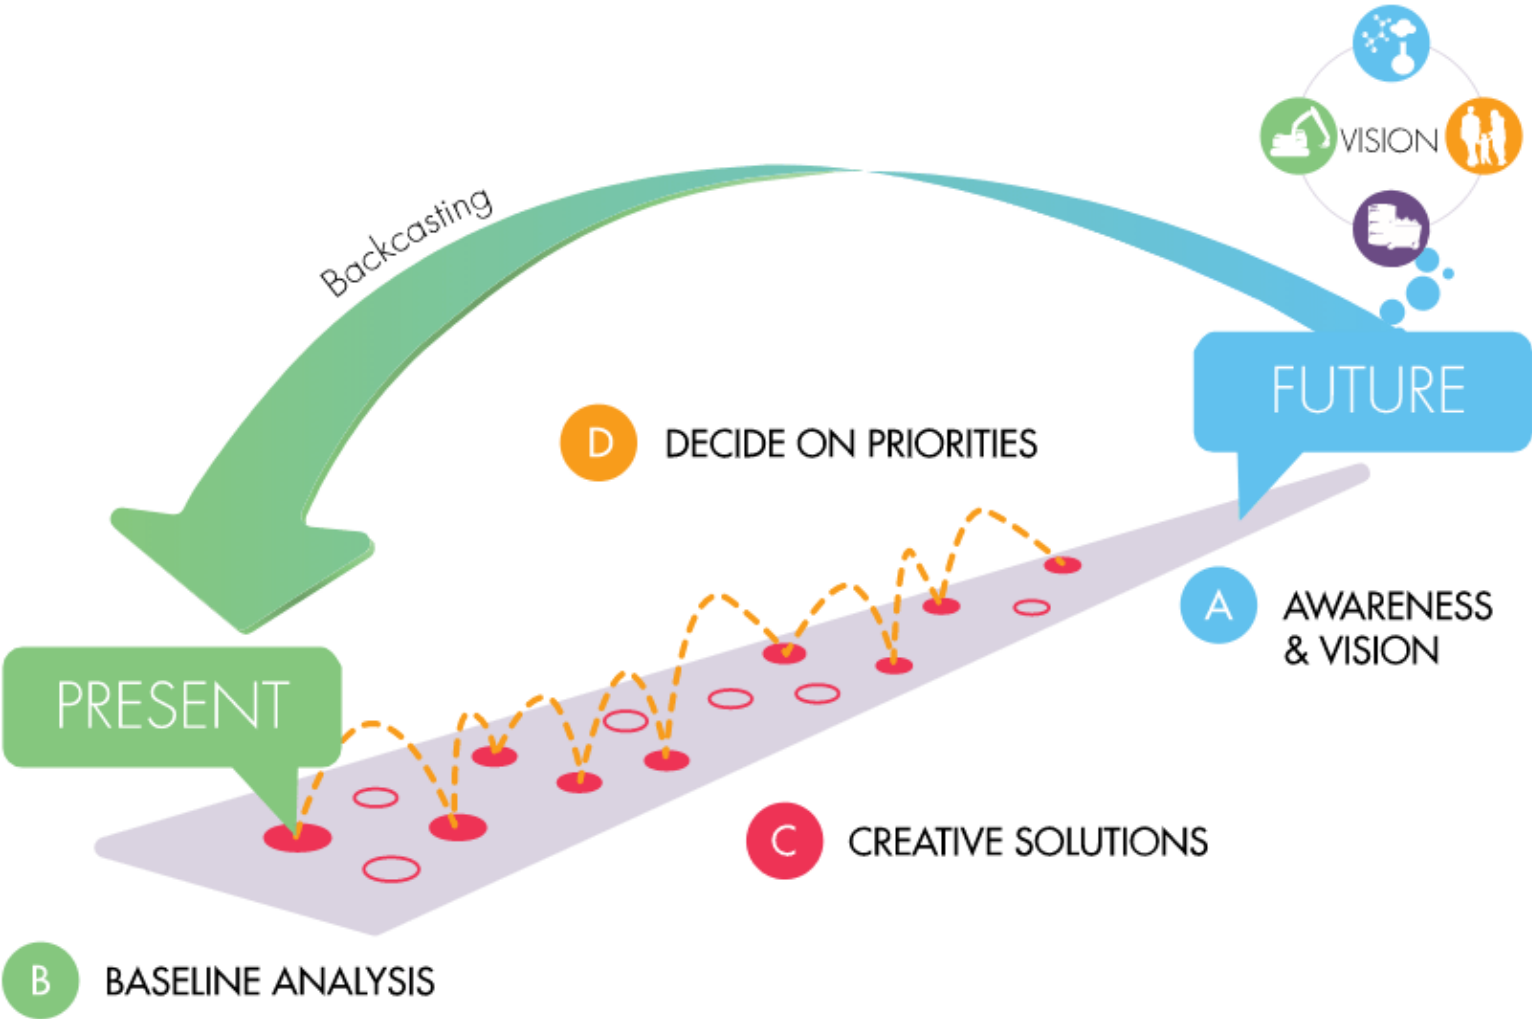 VISION
Backcasting
FUTURE
D DECIDE ON PRIORITIES
A AWARENESS
& VISION
PRESENT
C CREATIVE SOLUTIONS
B BASELINE ANALYSIS